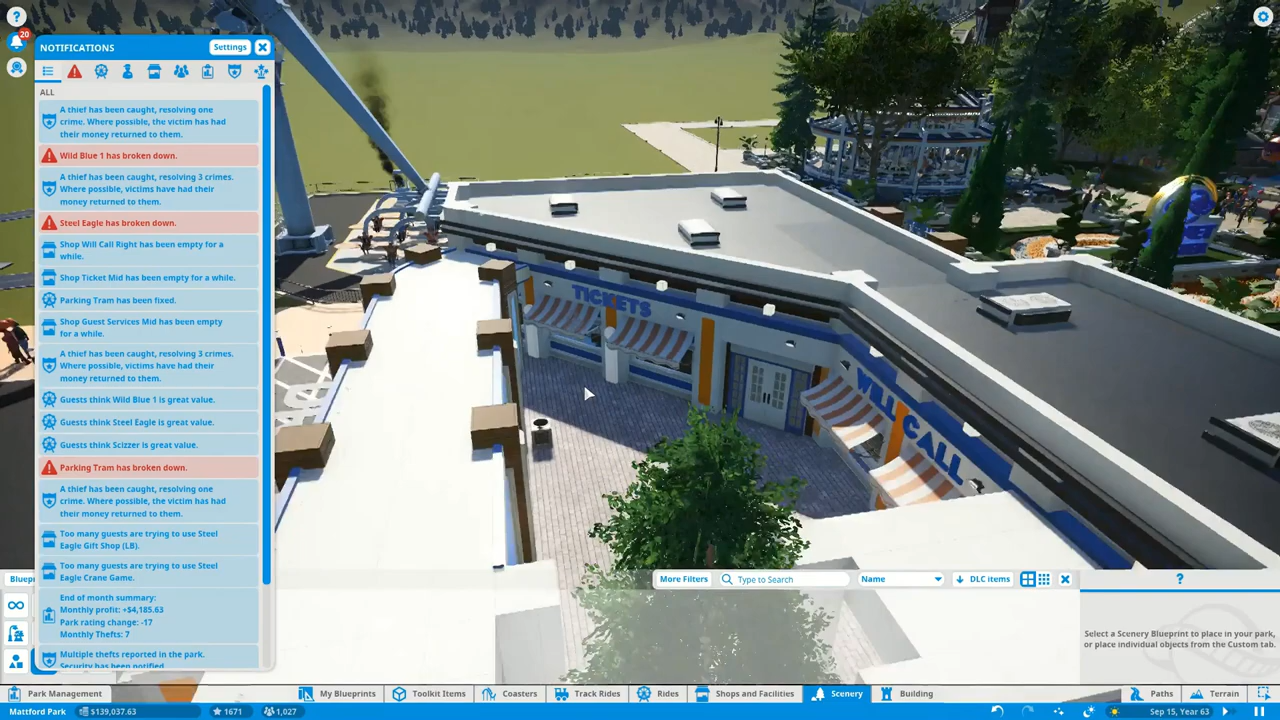 ?
20
NOTIFICATIONS
Settings
ALL
A thief has been caught, resolving one
crime. Where possible, the victim has had
their money returned to them.
Wild Blue 1 has broken down.
A thief has been caught, resolving 3 crimes.
Where possible, victims have had their
money returned to them.
Steel Eagle has broken down.
Shop Will Call Right has been empty for a
while.
Shop Ticket Mid has been empty for a while.
Parking Tram has been fixed.
Shop Guest Services Mid has been empty
for a while.
A thief has been caught, resolving 3 crimes.
Where possible, victims have had their
money returned to them.
Guests think Wild Blue 1 is great value.
Guests think Steel Eagle is great value.
Guests think Scizzer is great value.
Parking Tram has broken down.
A thief has been caught, resolving one
crime. Where possible, the victim has had
their money returned to them.
Too many guests are trying to use Steel
Eagle Gift Shop (LB).
Too many guests are trying to use Steel
Eagle Crane Game.
End of month summary:
Monthly profit: +$4,185.63
Park rating change: -17
Monthly Thefts: 7
Multiple thefts reported in the park.
Security has been notified
TICKETS
WILL CALL
Bluepr
More Filters
Type to Search
Name
DLC items
?
Select a Scenery Blueprint to place in your park,
or place individual objects from the Custom tab.
Park Management
My Blueprints
Toolkit Items
Coasters
Track Rides
Rides
Shops and Facilities
Scenery
Building
Paths
Terrain
Mattford Park
$139,037.63
1671
1,027
Sep 15, Year 63